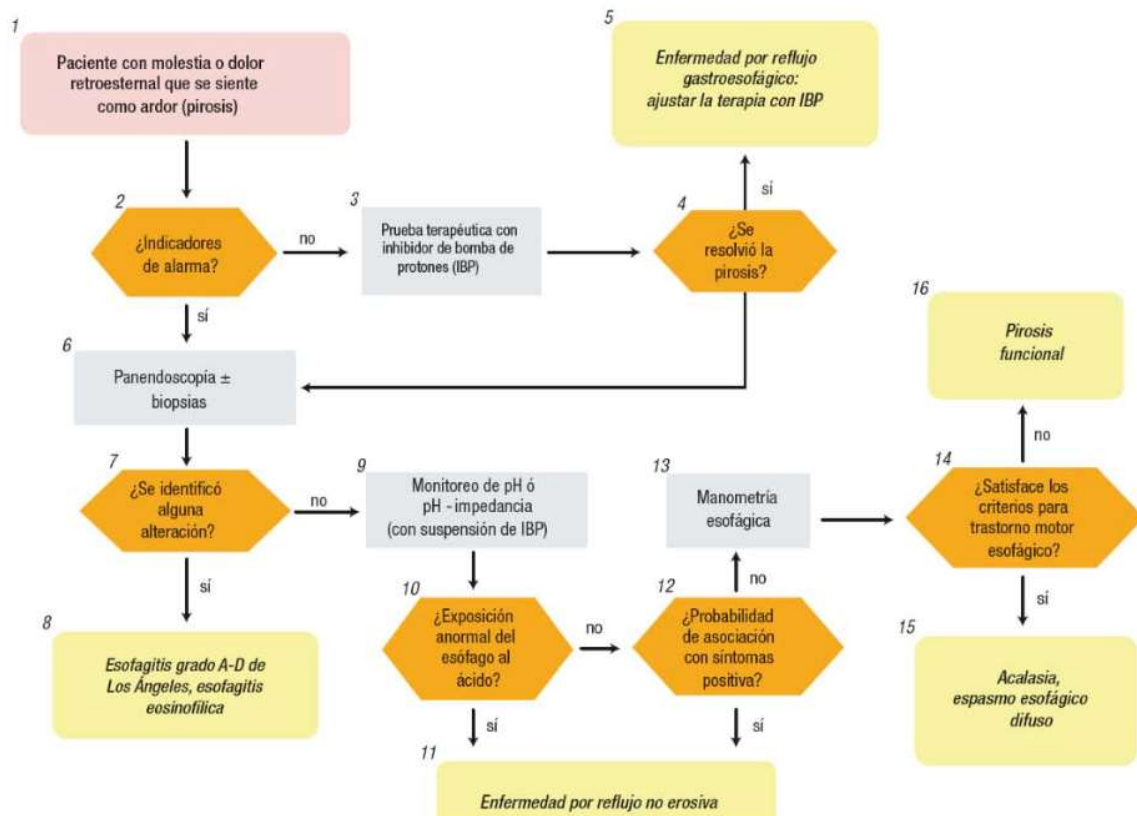 1
Paciente con molestia o dolor
retroesternal que se siente
como ardor (pirosis)
2
¿Indicadores
de alarma?
no
sí
3
Prueba terapéutica con
inhibidor de bomba de
protones (IBP)
4
¿Se
resolvió la
pirosis?
sí
5
Enfermedad por reflujo
gastroesofágico:
ajustar la terapia con IBP
6
Panendoscopía ±
biopsias
7
¿Se identificó
alguna
alteración?
no
sí
8
Esofagitis grado A-D de
Los Ángeles, esofagitis
eosinofílica
9
Monitoreo de pH ó
pH - impedancia
(con suspensión de IBP)
10
¿Exposición
anormal del
esófago al
ácido?
no
sí
11
Enfermedad por reflujo no erosiva
12
¿Probabilidad
de asociación
con síntomas
positiva?
no
sí
13
Manometría
esofágica
14
¿Satisface los
criterios para
trastorno motor
esofágico?
no
sí
15
Acalasia,
espasmo esofágico
difuso
16
Pirosis
funcional